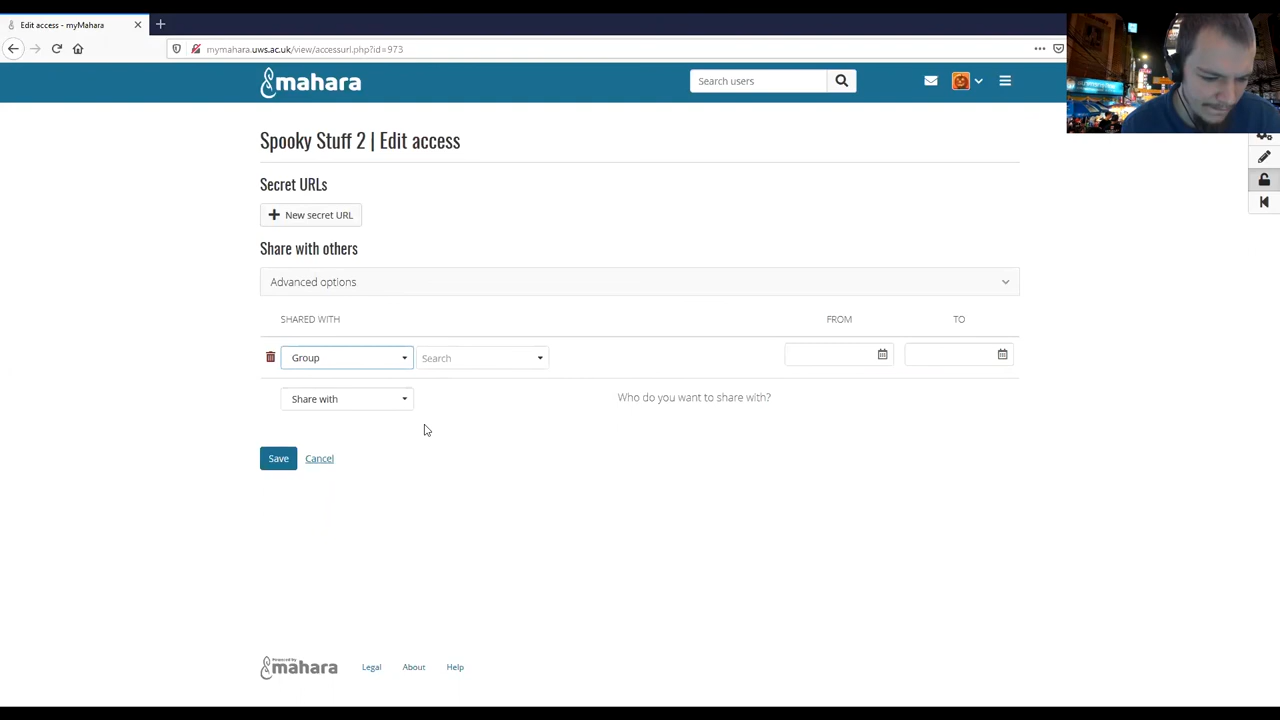 Edit access - myMahara
mymahara.uws.ac.uk/view/accessurl.php?id=973
mahara
Search users
Spooky Stuff 2 | Edit access
Secret URLs
New secret URL
Share with others
Advanced options
SHARED WITH FROM TO
Group Search
Share with Who do you want to share with?
Save Cancel
Powered by
mahara Legal About Help